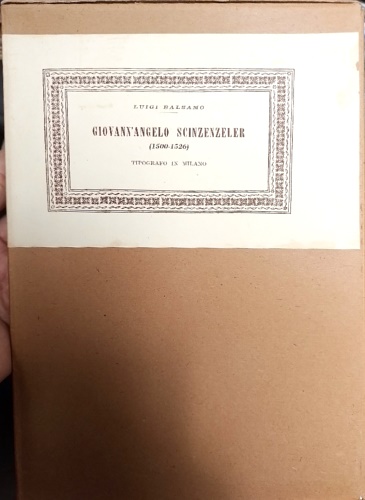 LUIGI BALSAMO
GIOVANN'ANGELO SCINZENZELER
(1500-1526)
TIPOGRAFO IN MILANO